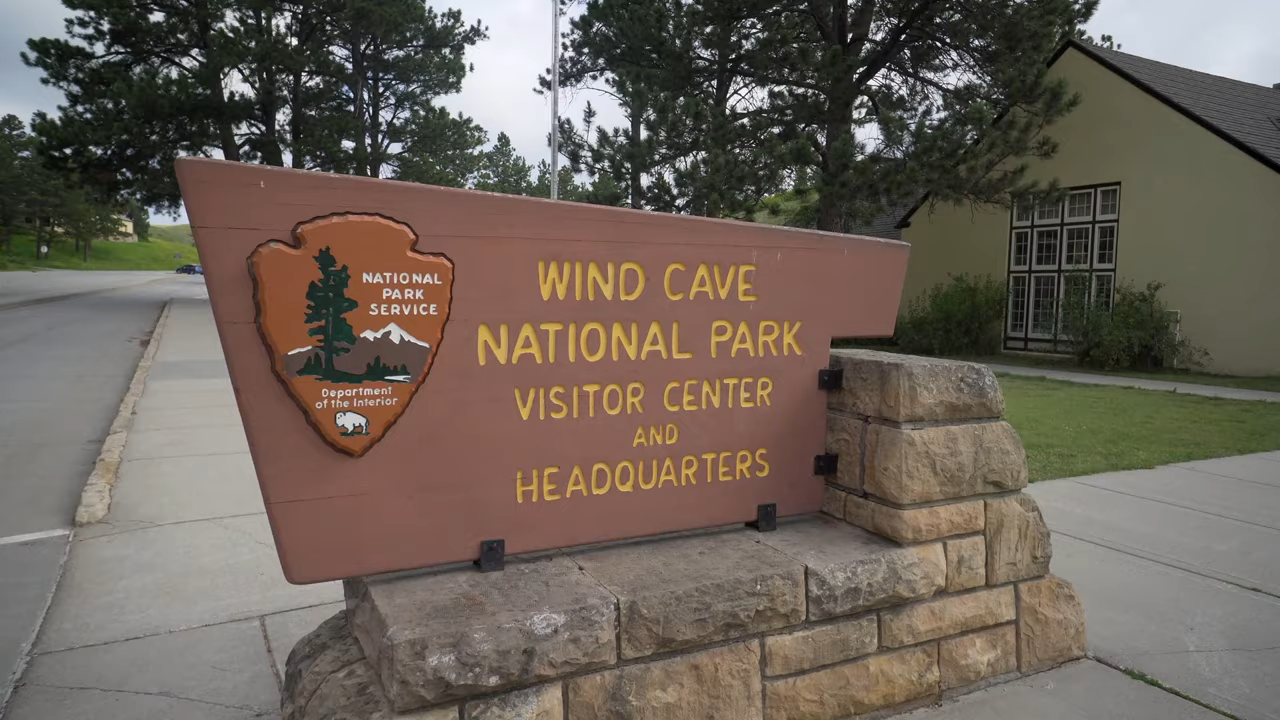 NATIONAL
PARK
SERVICE
Department
of the Interior
WIND CAVE
NATIONAL PARK
VISITOR CENTER
AND
HEADQUARTERS